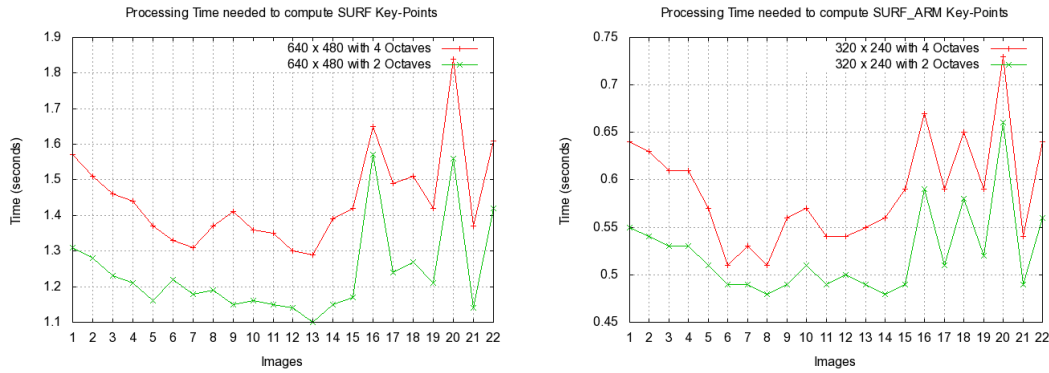 Processing Time needed to compute SURF Key-Points
1.9
1.8
1.7
1.6
1.5
1.4
1.3
1.2
1.1
Time (seconds)
640 x 480 with 4 Octaves
640 x 480 with 2 Octaves
1 2 3 4 5 6 7 8 9 10 11 12 13 14 15 16 17 18 19 20 21 22
Images
Processing Time needed to compute SURF_ARM Key-Points
0.75
0.7
0.65
0.6
0.55
0.5
0.45
Time (seconds)
320 x 240 with 4 Octaves
320 x 240 with 2 Octaves
1 2 3 4 5 6 7 8 9 10 11 12 13 14 15 16 17 18 19 20 21 22
Images